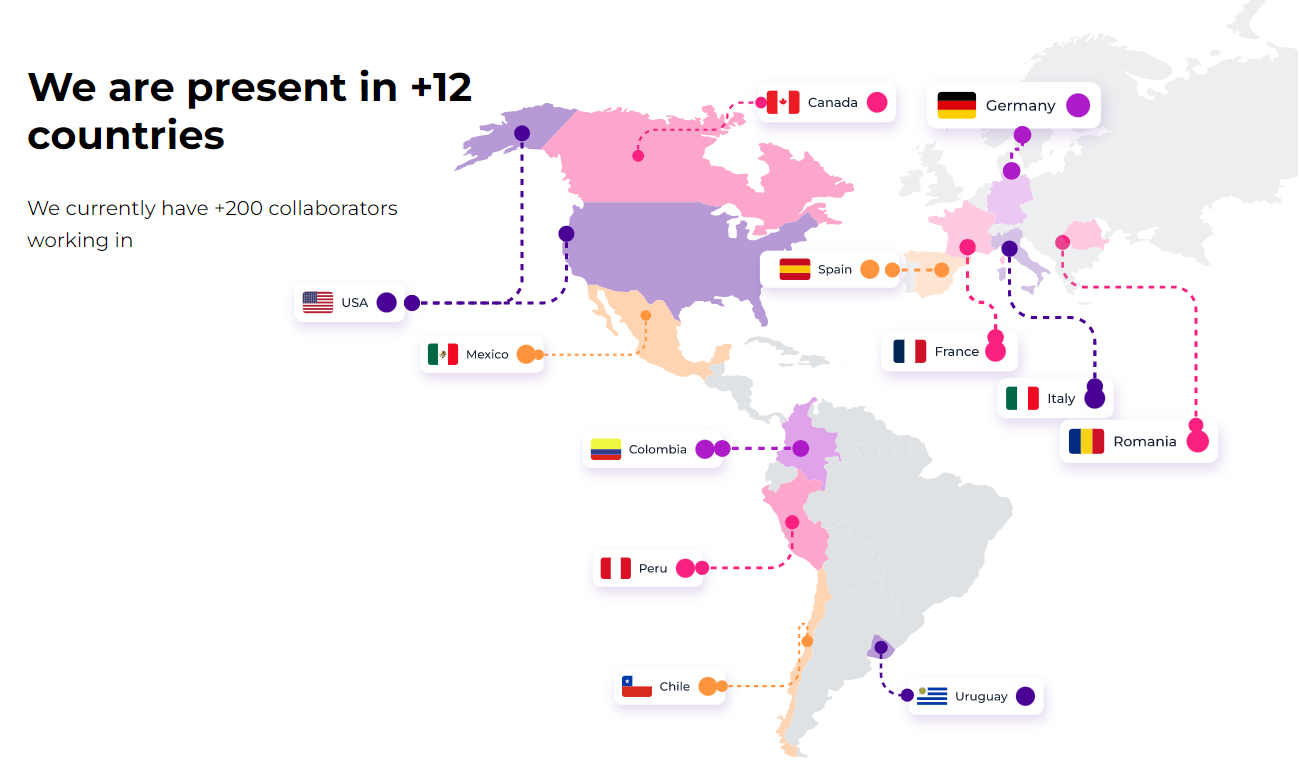 We are present in +12
countries
We currently have +200 collaborators
working in
Canada
Germany
Spain
USA
Mexico
France
Italy
Romania
Colombia
Peru
Chile
Uruguay